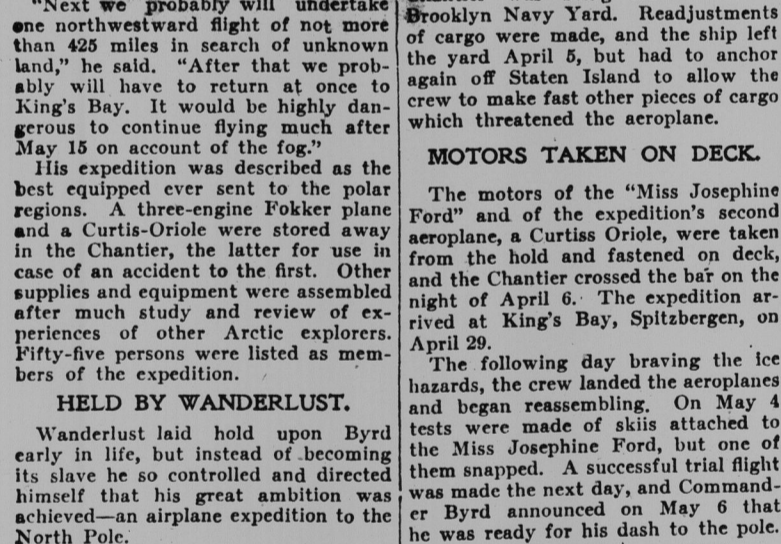 "Next we probably will undertake
one northwestward flight of not more
than 425 miles in search of unknown
land," he said. "After that we prob-
ably will have to return at once to
King's Bay. It would be highly dan-
gerous to continue flying much after
May 15 on account of the fog."
His expedition was described as the
best equipped ever sent to the polar
regions. A three-engine Fokker plane
and a Curtis-Oriole were stored away
in the Chantier, the latter for use in
case of an accident to the first. Other
supplies and equipment were assembled
after much study and review of ex-
periences of other Arctic explorers.
Fifty-five persons were listed as mem-
bers of the expedition.
HELD BY WANDERLUST.
Wanderlust laid hold upon Byrd
early in life, but instead of becoming
its slave he so controlled and directed
himself that his great ambition was
achieved—an airplane expedition to the
North Pole.
Brooklyn Navy Yard. Readjustments
of cargo were made, and the ship left
the yard April 5, but had to anchor
again off Staten Island to allow the
crew to make fast other pieces of cargo
which threatened the aeroplane.
MOTORS TAKEN ON DECK.
The motors of the "Miss Josephine
Ford" and of the expedition's second
aeroplane, a Curtiss Oriole, were taken
from the hold and fastened on deck,
and the Chantier crossed the bar on the
night of April 6. The expedition ar-
rived at King's Bay, Spitzbergen, on
April 29.
The following day braving the ice
hazards, the crew landed the aeroplanes
and began reassembling. On May 4
tests were made of skiis attached to
the Miss Josephine Ford, but one of
them snapped. A successful trial flight
was made the next day, and Command-
er Byrd announced on May 6 that
he was ready for his dash to the pole.